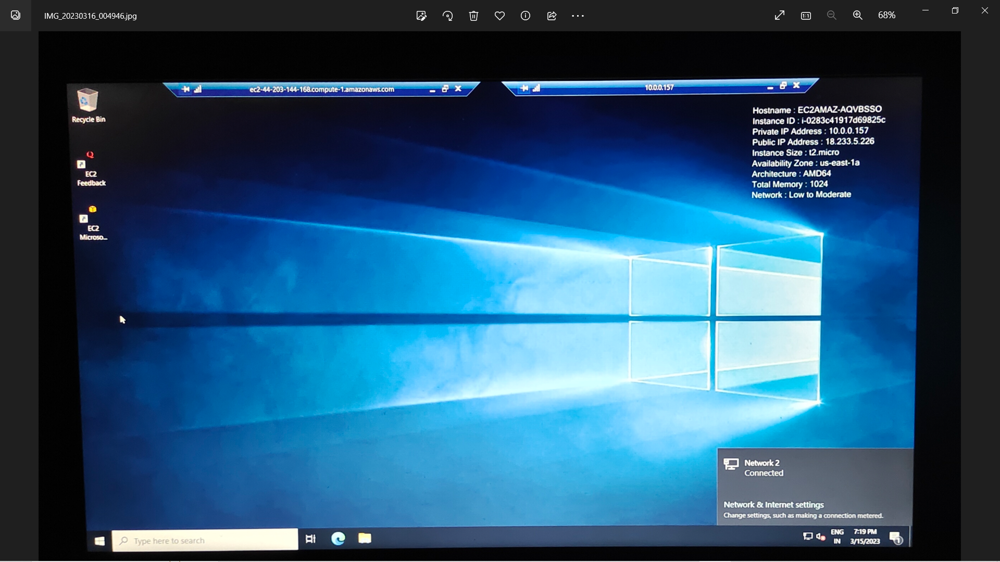 IMG_20230316_004946.jpg
68%
ec2-44-203-144-168.compute-1.amazonaws.com
10.0.0.157
Recycle Bin
Hostname : EC2AMAZ-AQVBSSO
Instance ID : i-0283c41917d69825c
Private IP Address : 10.0.0.157
Public IP Address : 18.233.5.226
Instance Size : t2.micro
Availability Zone : us-east-1a
Architecture : AMD64
Total Memory : 1024
Network : Low to Moderate
EC2
Feedback
EC2
Microso...
Network 2
Connected
Network & Internet settings
Change settings, such as making a connection metered.
Type here to search
ENG
IN
7:19 PM
3/15/2023
1